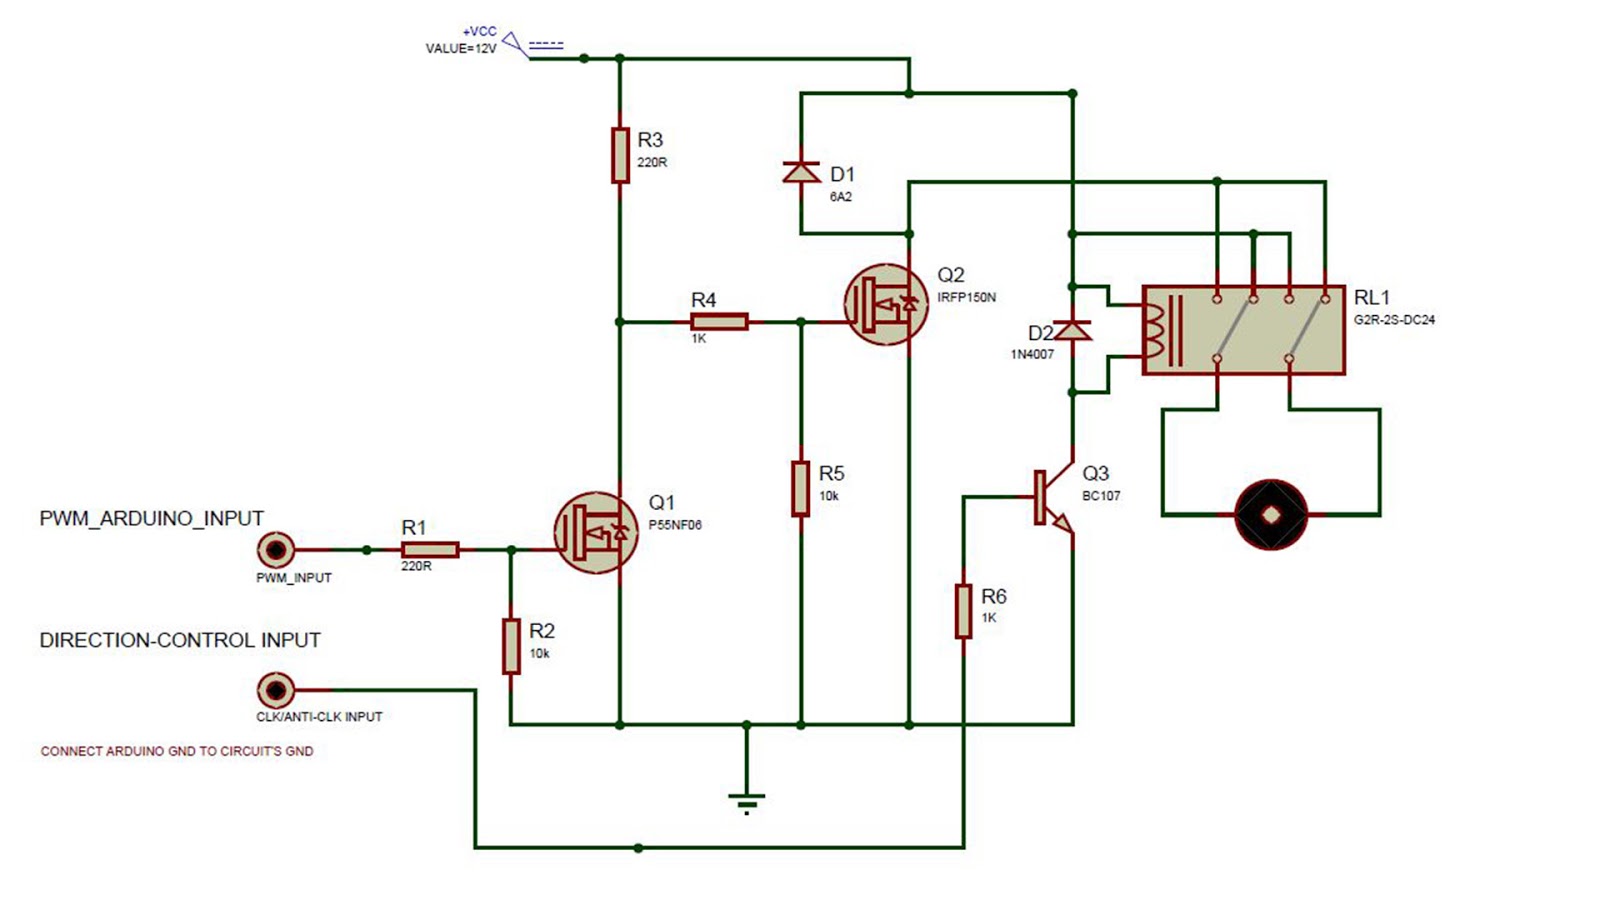 +VCC
VALUE=12V
R3
220R
D1
6A2
Q2
IRFP150N
R4
1K
RL1
G2R-2S-DC24
D2
1N4007
R5
10k
Q3
BC107
Q1
P55NF06
PWM_ARDUINO_INPUT
R1
220R
PWM_INPUT
R6
1K
R2
10k
DIRECTION-CONTROL INPUT
CLK/ANTI-CLK INPUT
CONNECT ARDUINO GND TO CIRCUIT'S GND